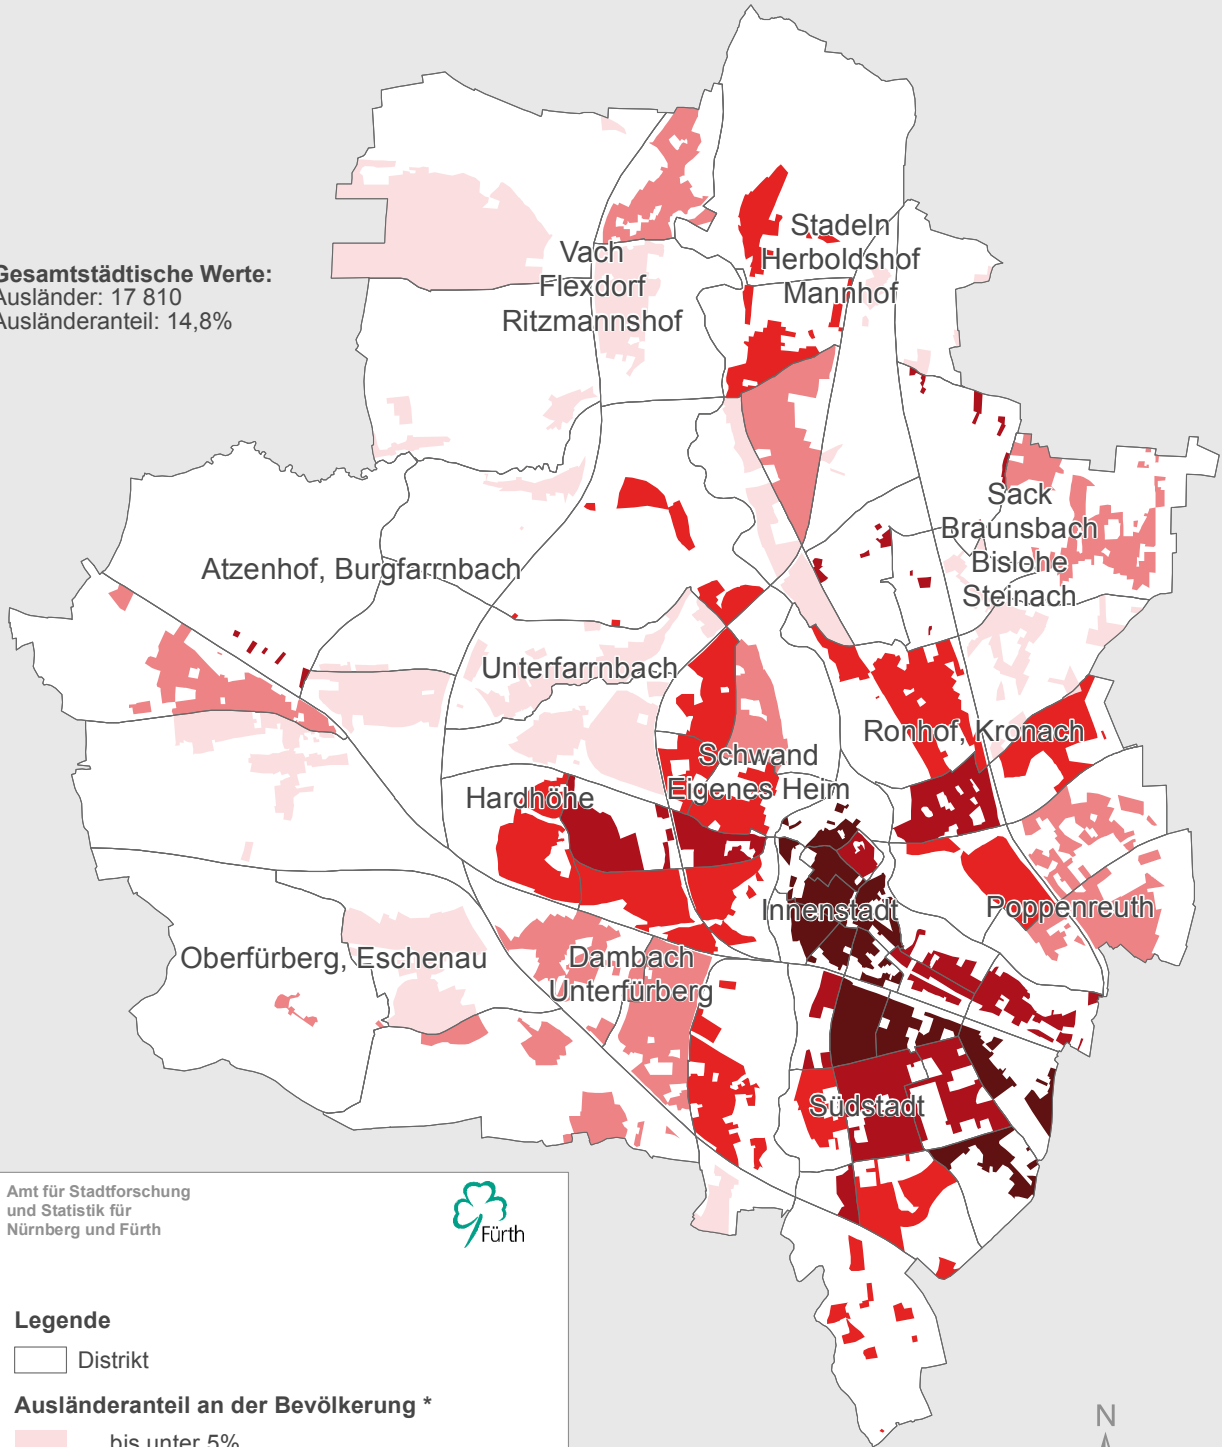 Gesamtstädtische Werte:
Ausländer: 17 810
Ausländeranteil: 14,8%
Vach
Flexdorf
Ritzmannshof
Stadeln
Herboldshof
Mannhof
Sack
Braunsbach
Bislohe
Steinach
Atzenhof, Burgfarrnbach
Unterfarrnbach
Ronhof, Kronach
Schwand
Eigenes Heim
Hardhöhe
Innenstadt
Poppenreuth
Oberfürberg, Eschenau
Dambach
Unterfürberg
Südstadt
Amt für Stadtforschung
und Statistik für
Nürnberg und Fürth
Fürth
Legende
Distrikt
Ausländeranteil an der Bevölkerung *
bis unter 5%
N